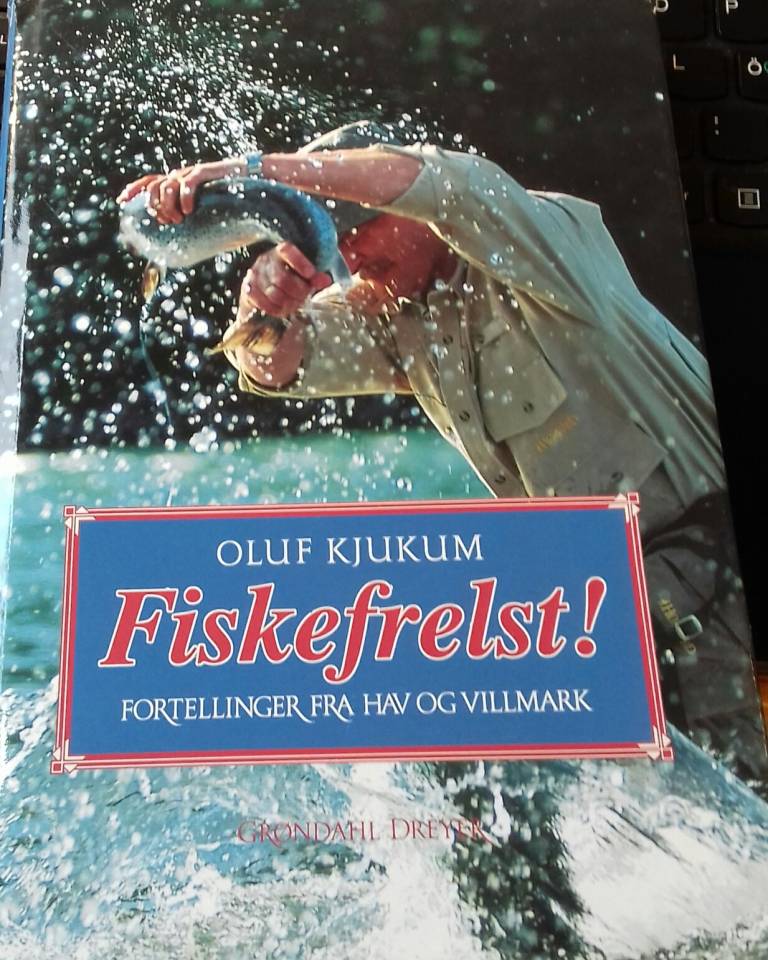 OLUF KJUKUM
Fiskefrelst!
FORTELLINGER FRA HAV OG VILLMARK
GRØNDAHL DREYER
P
L
Ö